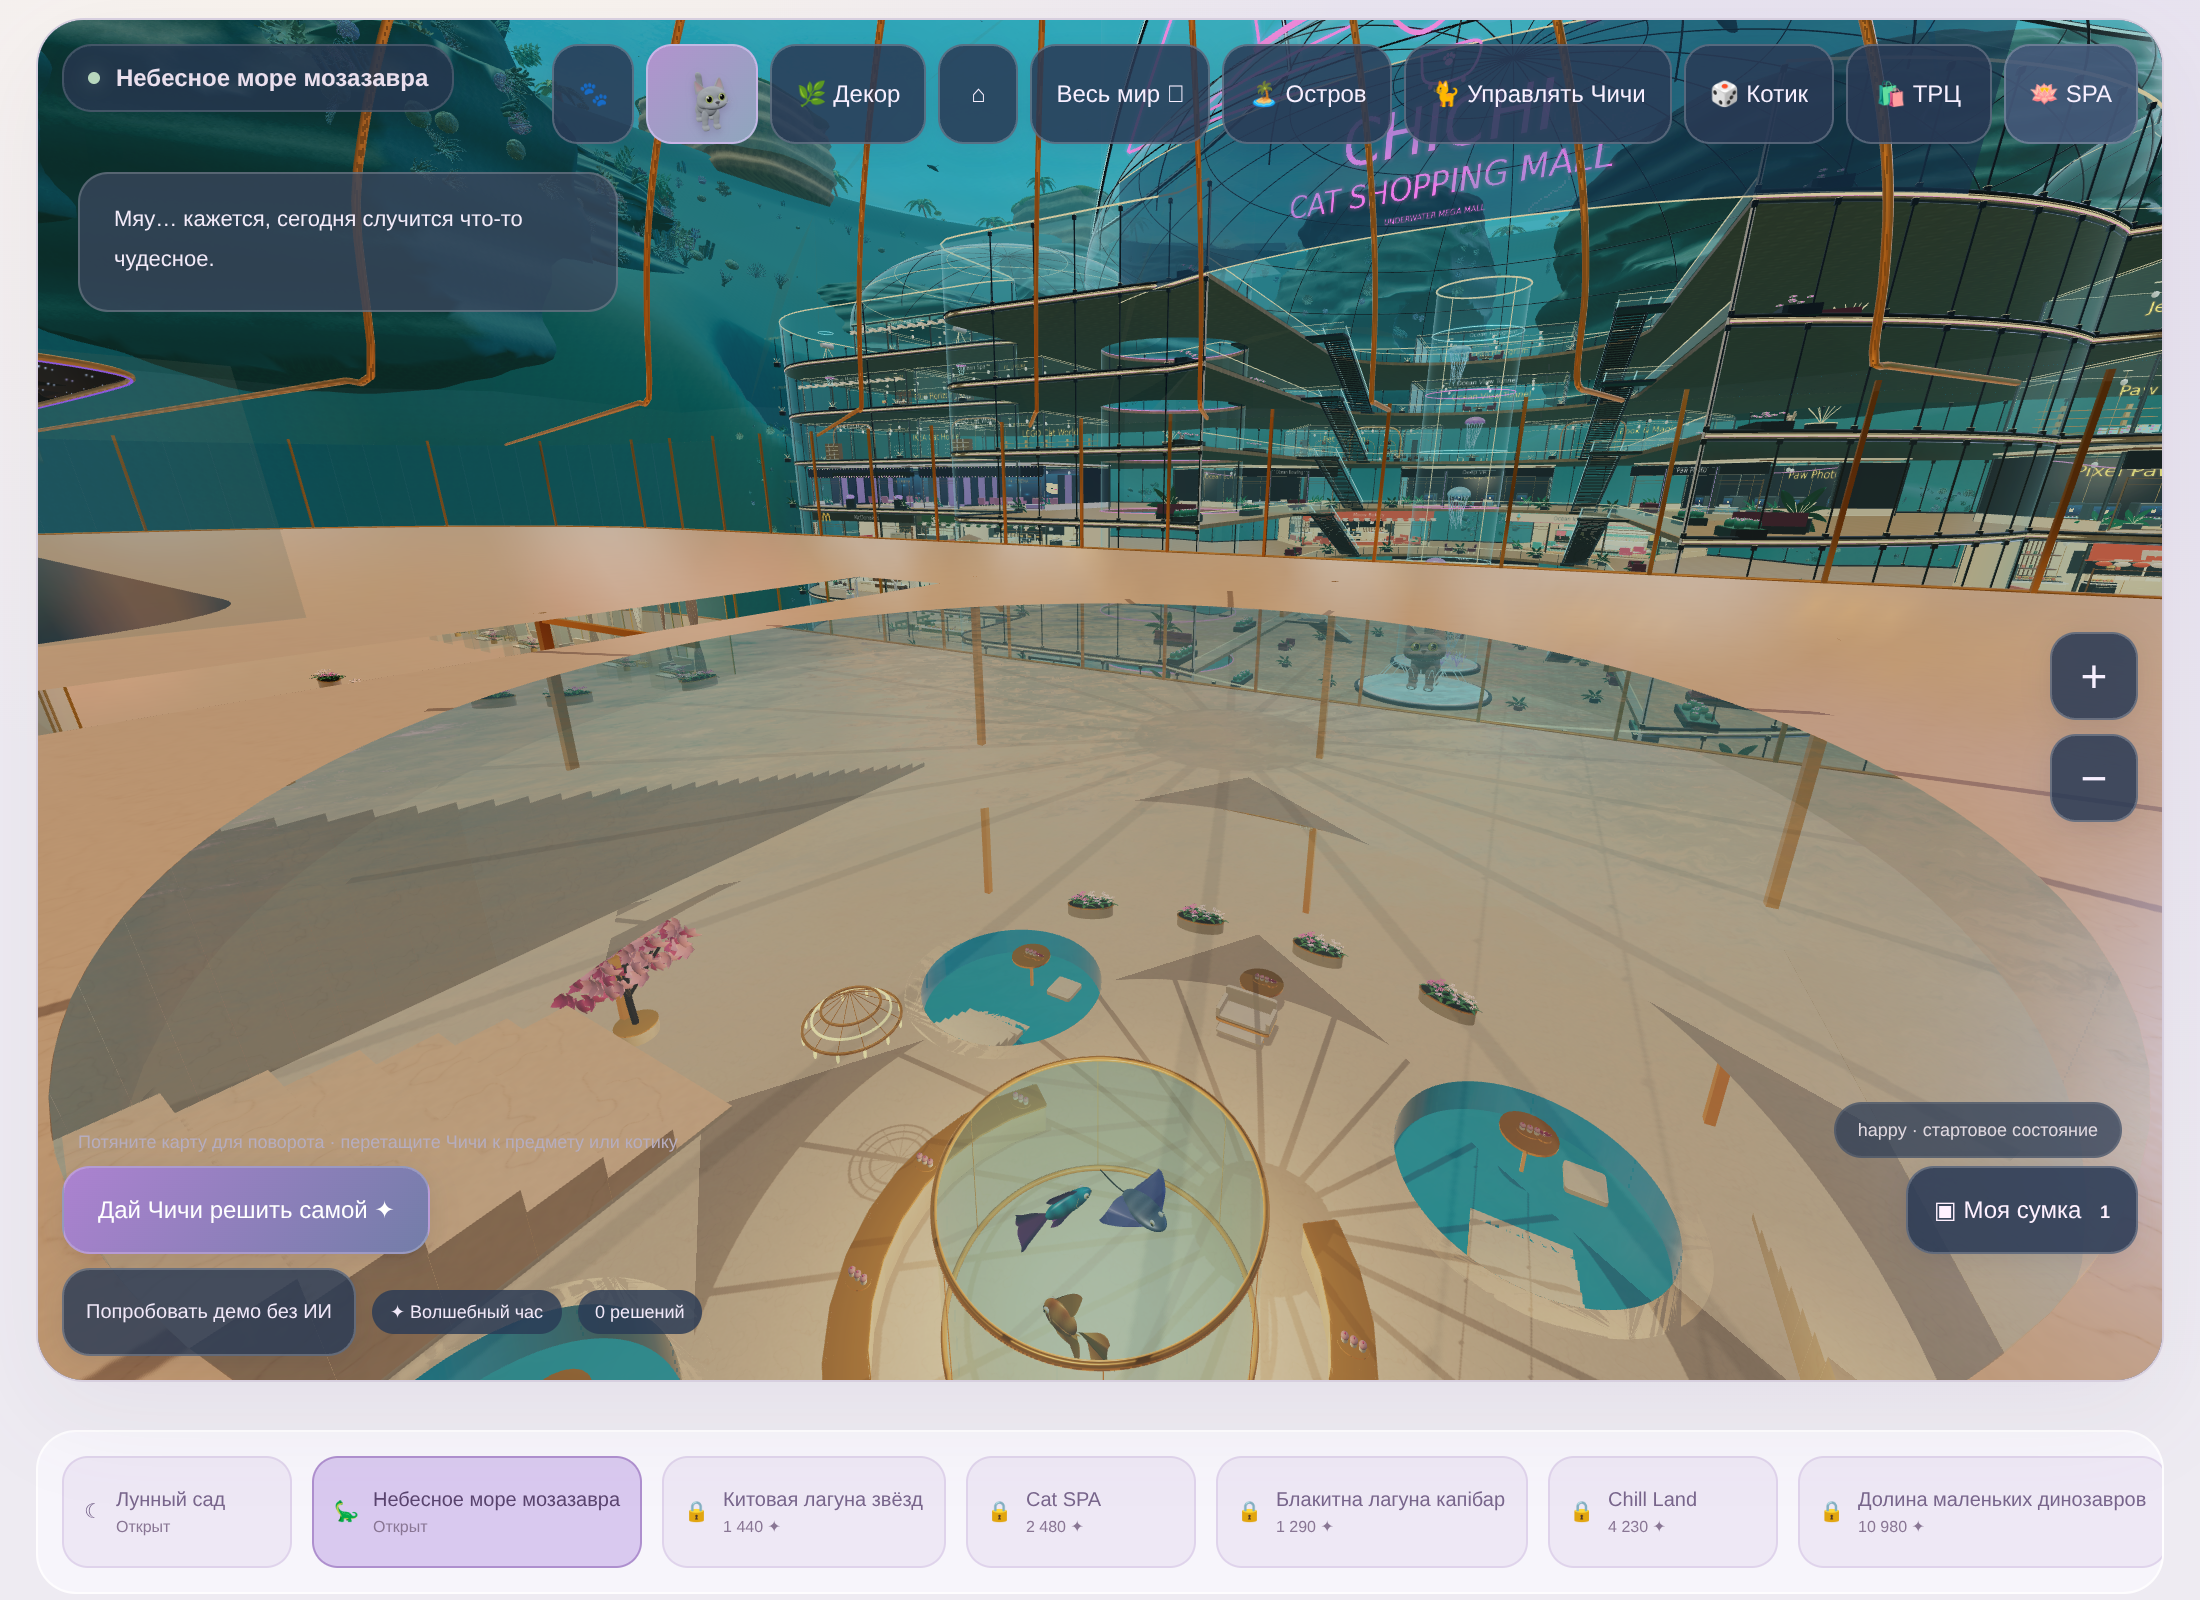 Небесное море мозазавра
Декор
Весь мир
Остров
Управлять Чичи
Котик
ТРЦ
SPA
CHICHI
CAT SHOPPING MALL
UNDERWATER MEGA MALL
Мяу… кажется, сегодня случится что-то
чудесное.
Paw Photo
+
−
Потяните карту для поворота · перетащите Чичи к предмету или котику
happy · стартовое состояние
Дай Чичи решить самой ✦
Моя сумка 1
Попробовать демо без ИИ
✦ Волшебный час
0 решений
Лунный сад
Открыт
Небесное море мозазавра
Открыт
Китовая лагуна звёзд
1 440 ✦
Cat SPA
2 480 ✦
Блакитна лагуна капібар
1 290 ✦
Chill Land
4 230 ✦
Долина маленьких динозавров
10 980 ✦